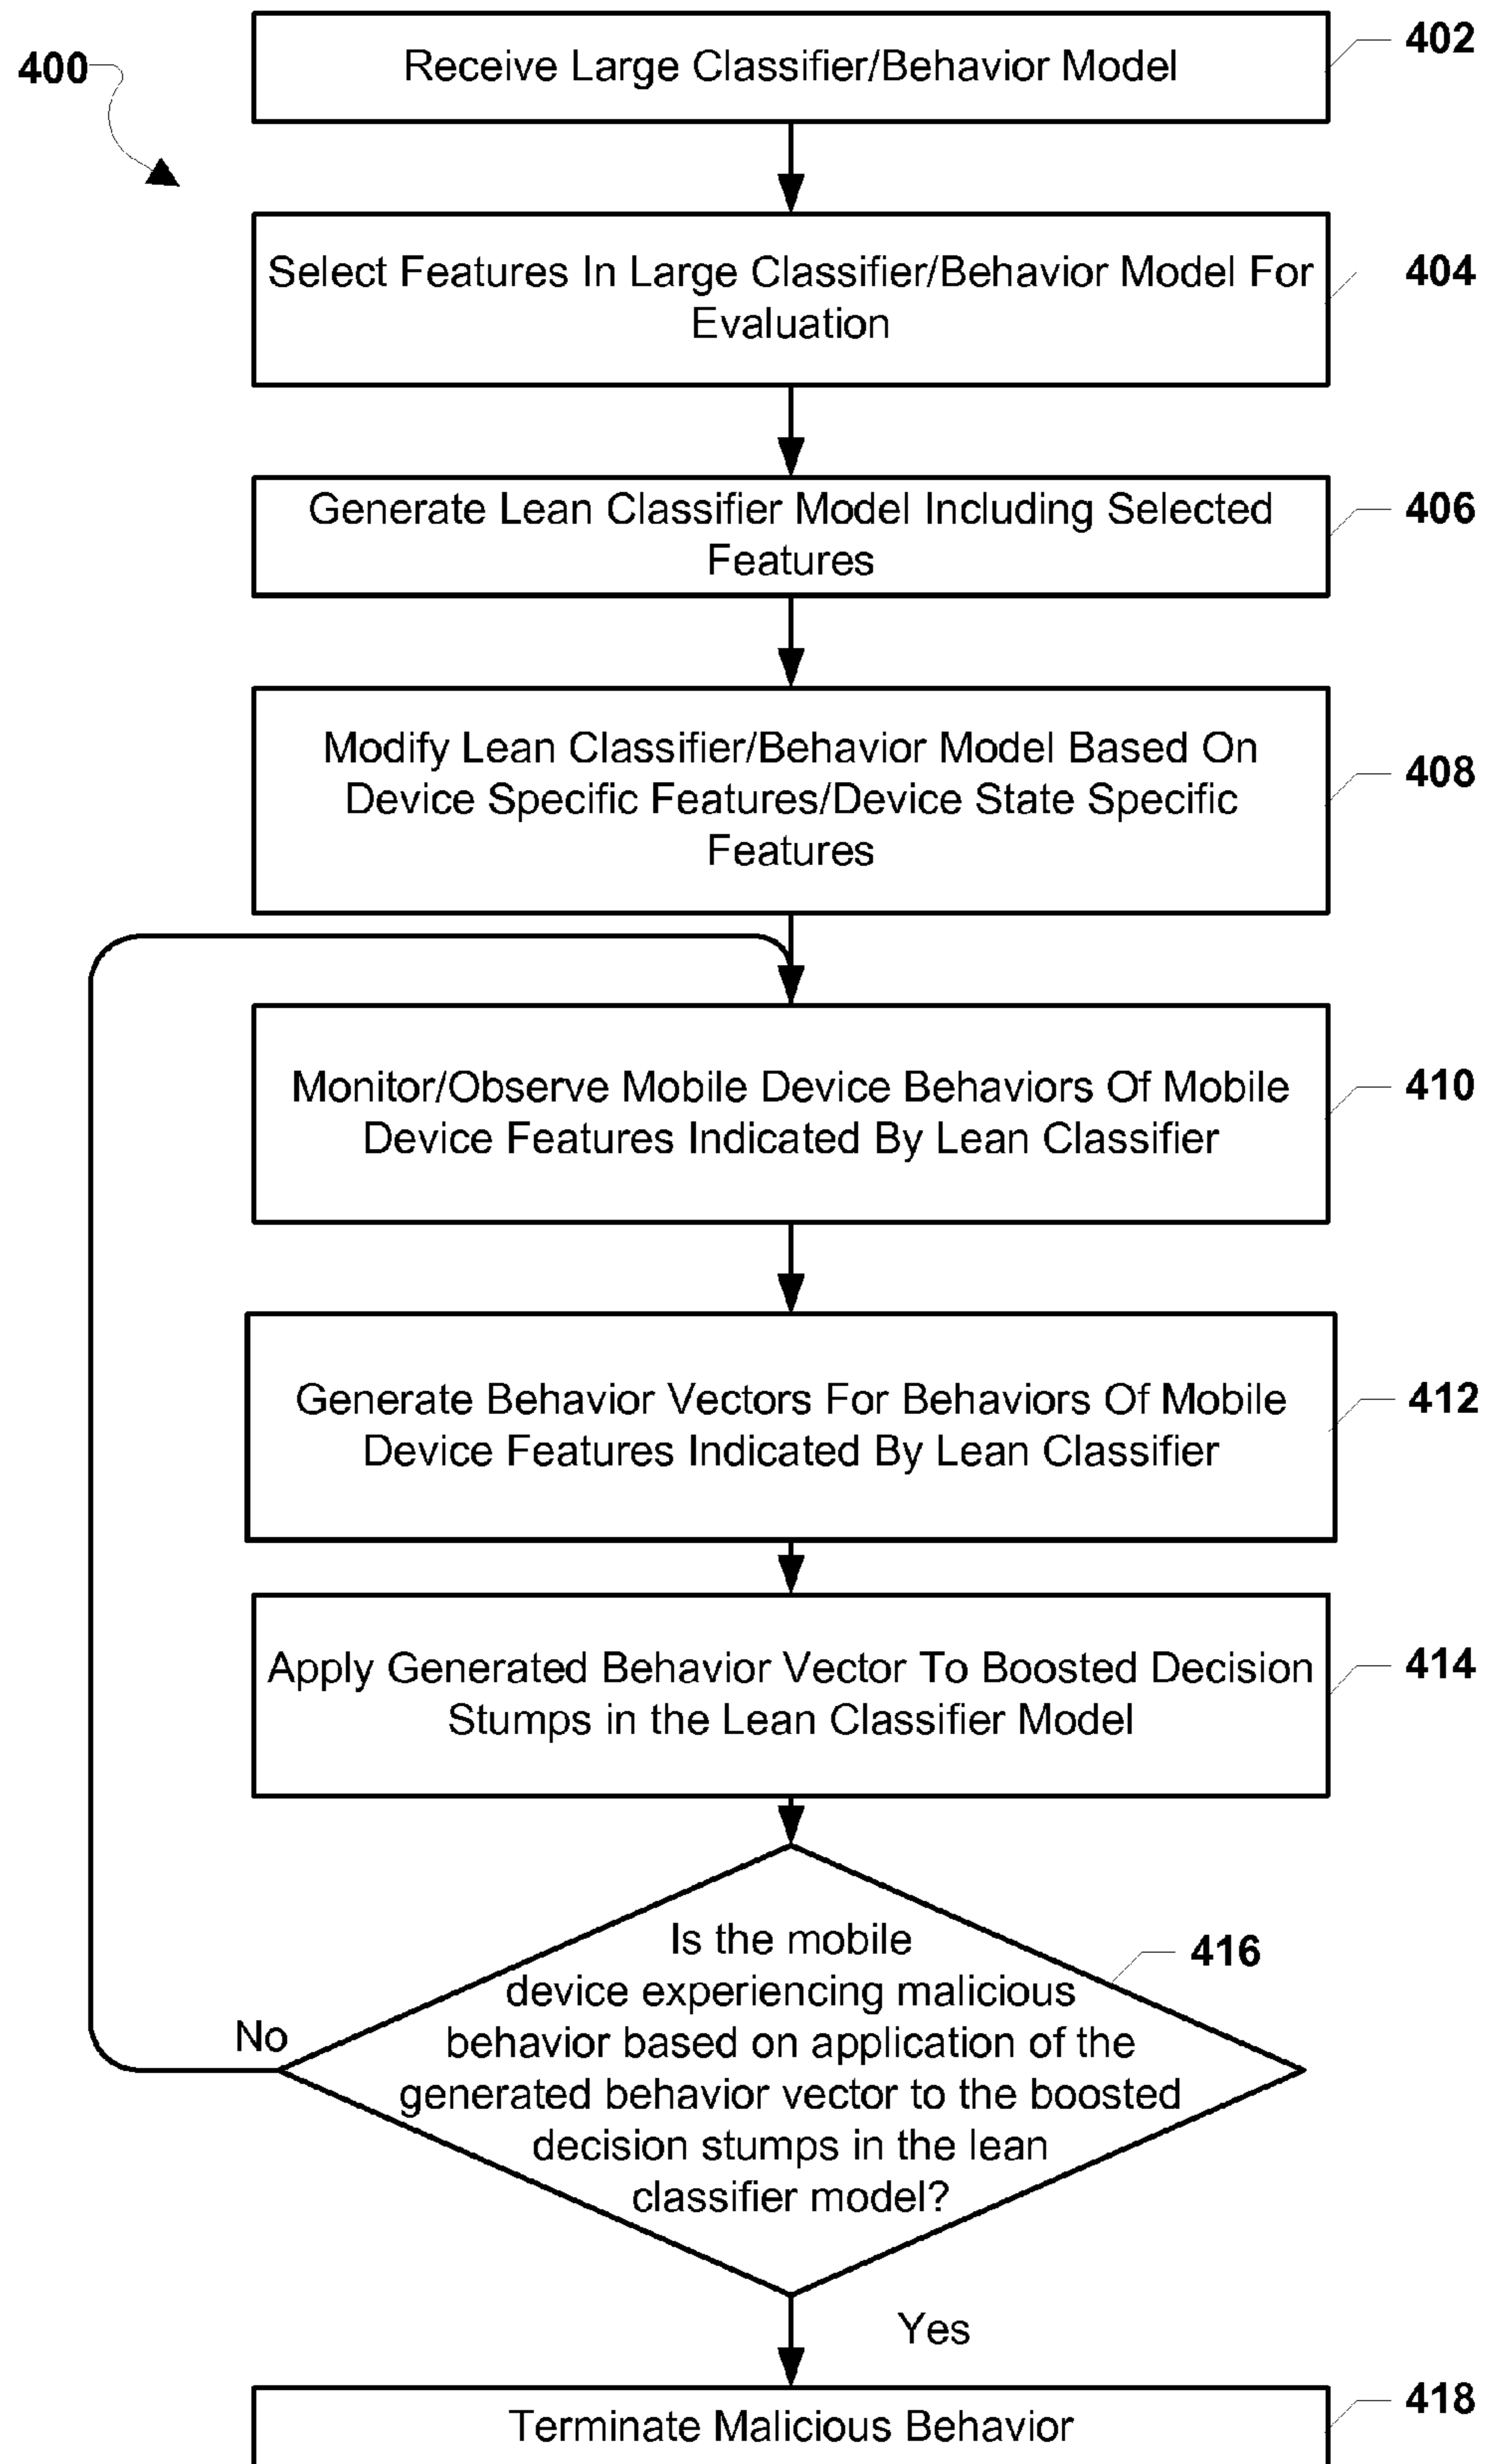 400
Receive Large Classifier/Behavior Model
402
Select Features In Large Classifier/Behavior Model For
Evaluation
404
Generate Lean Classifier Model Including Selected
Features
406
Modify Lean Classifier/Behavior Model Based On
Device Specific Features/Device State Specific
Features
408
Monitor/Observe Mobile Device Behaviors Of Mobile
Device Features Indicated By Lean Classifier
410
Generate Behavior Vectors For Behaviors Of Mobile
Device Features Indicated By Lean Classifier
412
Apply Generated Behavior Vector To Boosted Decision
Stumps in the Lean Classifier Model
414
Is the mobile
device experiencing malicious
behavior based on application of the
generated behavior vector to the boosted
decision stumps in the lean
classifier model?
416
No
Yes
Terminate Malicious Behavior
418